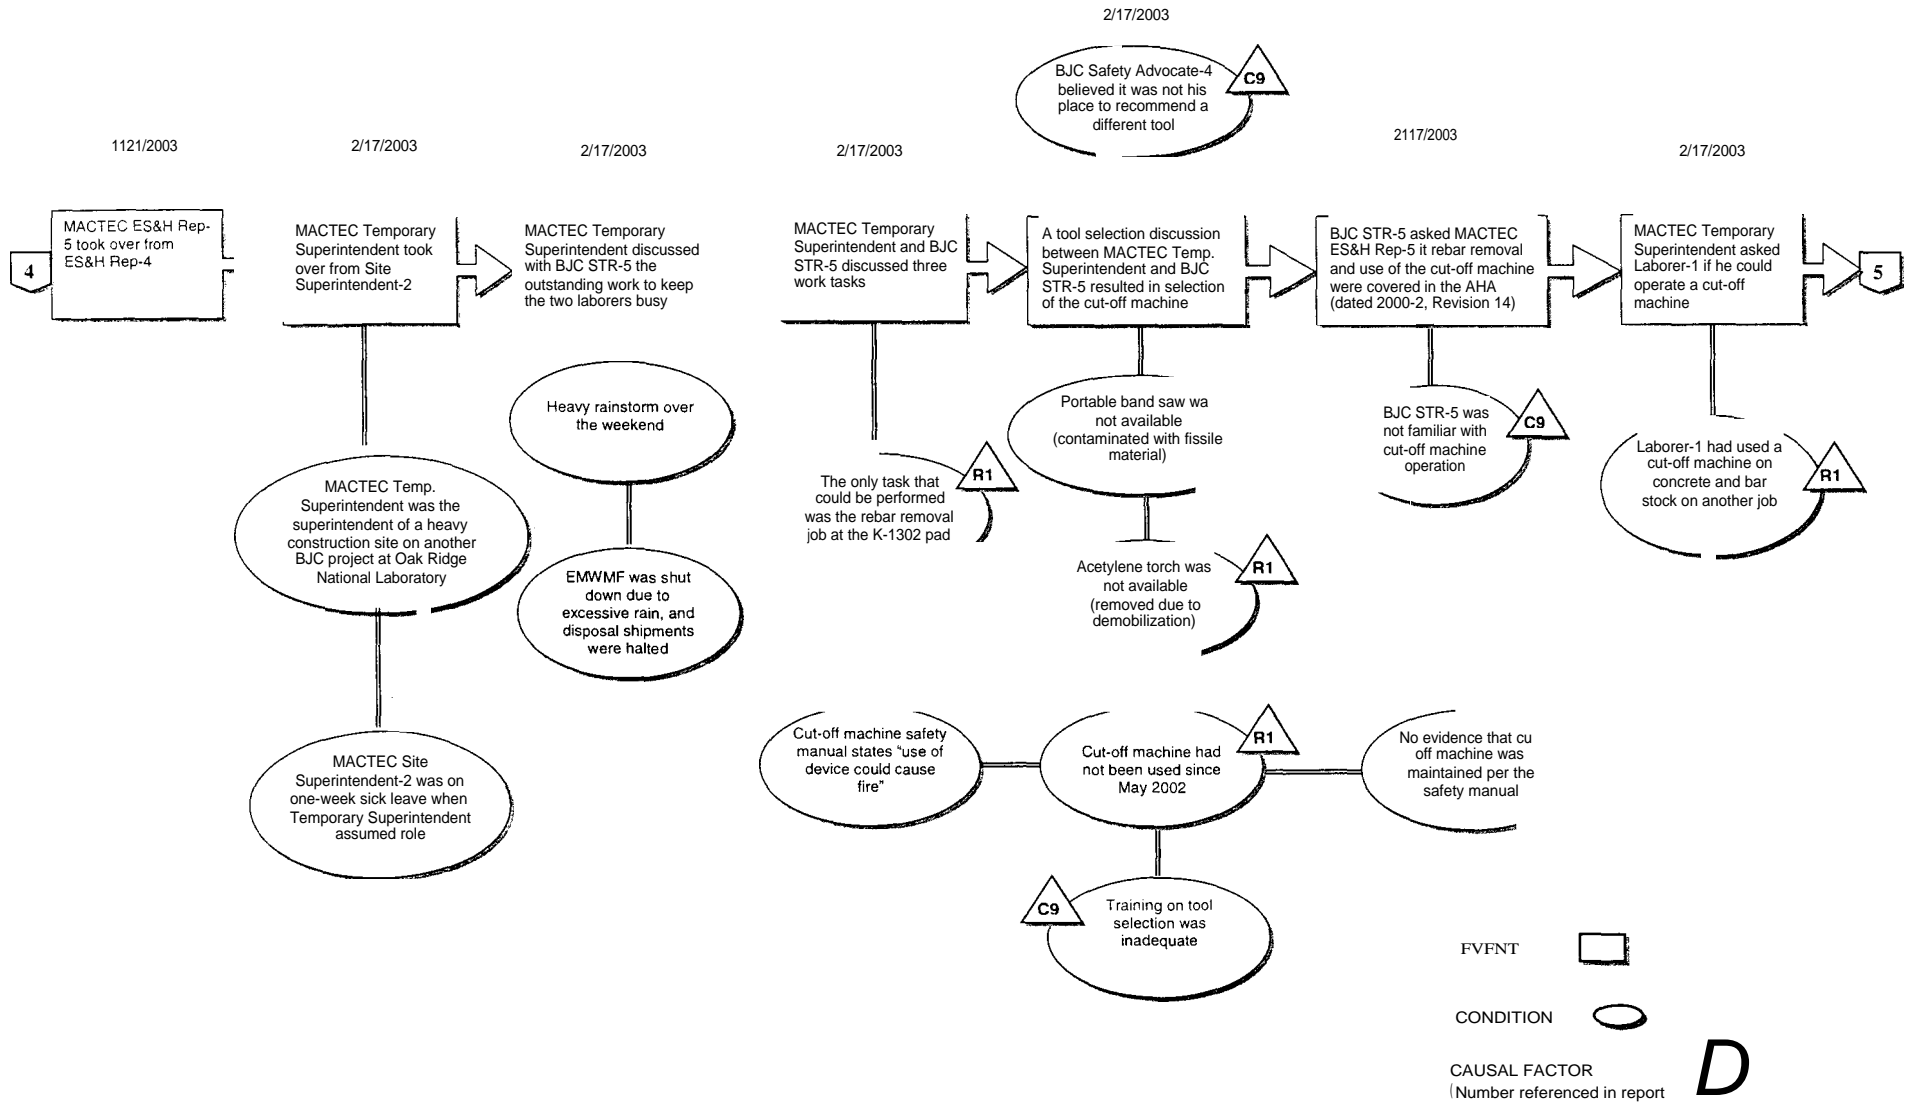 2/17/2003
BJC Safety Advocate-4
believed it was not his
place to recommend a
different tool
C9
1121/2003
2/17/2003
2/17/2003
2/17/2003
2117/2003
2/17/2003
4
MACTEC ES&H Rep-
5 took over from
ES&H Rep-4
MACTEC Temporary
Superintendent took
over from Site
Superintendent-2
MACTEC Temporary
Superintendent discussed
with BJC STR-5 the
outstanding work to keep
the two laborers busy
MACTEC Temporary
Superintendent and BJC
STR-5 discussed three
work tasks
A tool selection discussion
between MACTEC Temp.
Superintendent and BJC
STR-5 resulted in selection
of the cut-off machine
BJC STR-5 asked MACTEC
ES&H Rep-5 it rebar removal
and use of the cut-off machine
were covered in the AHA
(dated 2000-2, Revision 14)
MACTEC Temporary
Superintendent asked
Laborer-1 if he could
operate a cut-off
machine
5
MACTEC Temp.
Superintendent was the
superintendent of a heavy
construction site on another
BJC project at Oak Ridge
National Laboratory
MACTEC Site
Superintendent-2 was on
one-week sick leave when
Temporary Superintendent
assumed role
Heavy rainstorm over
the weekend
EMWMF was shut
down due to
excessive rain, and
disposal shipments
were halted
The only task that
could be performed
was the rebar removal
job at the K-1302 pad
R1
Portable band saw wa
not available
(contaminated with fissile
material)
Acetylene torch was
not available
(removed due to
demobilization)
R1
BJC STR-5 was
not familiar with
cut-off machine
operation
C9
Laborer-1 had used a
cut-off machine on
concrete and bar
stock on another job
R1
Cut-off machine safety
manual states "use of
device could cause
fire"
Cut-off machine had
not been used since
May 2002
R1
No evidence that cu
off machine was
maintained per the
safety manual
C9
Training on tool
selection was
inadequate
FVFNT
CONDITION
CAUSAL FACTOR
(Number referenced in report
D